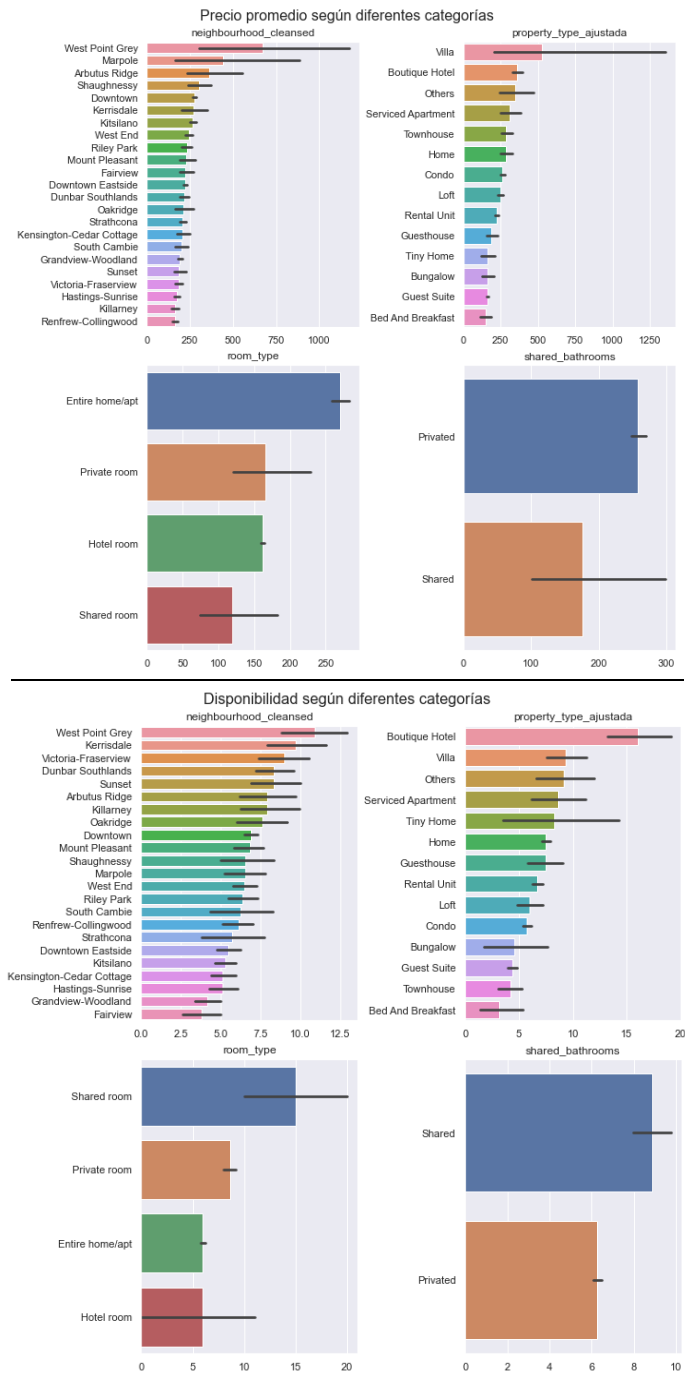 Precio promedio según diferentes categorías
neighbourhood_cleansed
West Point Grey
Marpole
Arbutus Ridge
Shaughnessy
Downtown
Kerrisdale
Kitsilano
West End
Riley Park
Mount Pleasant
Fairview
Downtown Eastside
Dunbar Southlands
Oakridge
Strathcona
Kensington-Cedar Cottage
South Cambie
Grandview-Woodland
Sunset
Victoria-Fraserview
Hastings-Sunrise
Killarney
Renfrew-Collingwood
0 250 500 750 1000
property_type_ajustada
Villa
Boutique Hotel
Others
Serviced Apartment
Townhouse
Home
Condo
Loft
Rental Unit
Guesthouse
Tiny Home
Bungalow
Guest Suite
Bed And Breakfast
0 250 500 750 1000 1250
room_type
Entire home/apt
Private room
Hotel room
Shared room
0 50 100 150 200 250
shared_bathrooms
Privated
Shared
0 100 200 300
Disponibilidad según diferentes categorías
neighbourhood_cleansed
West Point Grey
Kerrisdale
Victoria-Fraserview
Dunbar Southlands
Sunset
Arbutus Ridge
Killarney
Oakridge
Downtown
Mount Pleasant
Shaughnessy
Marpole
West End
Riley Park
South Cambie
Renfrew-Collingwood
Strathcona
Downtown Eastside
Kitsilano
Kensington-Cedar Cottage
Hastings-Sunrise
Grandview-Woodland
Fairview
0.0 2.5 5.0 7.5 10.0 12.5
property_type_ajustada
Boutique Hotel
Villa
Others
Serviced Apartment
Tiny Home
Home
Guesthouse
Rental Unit
Loft
Condo
Bungalow
Guest Suite
Townhouse
Bed And Breakfast
0 5 10 15 20
room_type
Shared room
Private room
Entire home/apt
Hotel room
0 5 10 15 20
shared_bathrooms
Shared
Privated
0 2 4 6 8 10